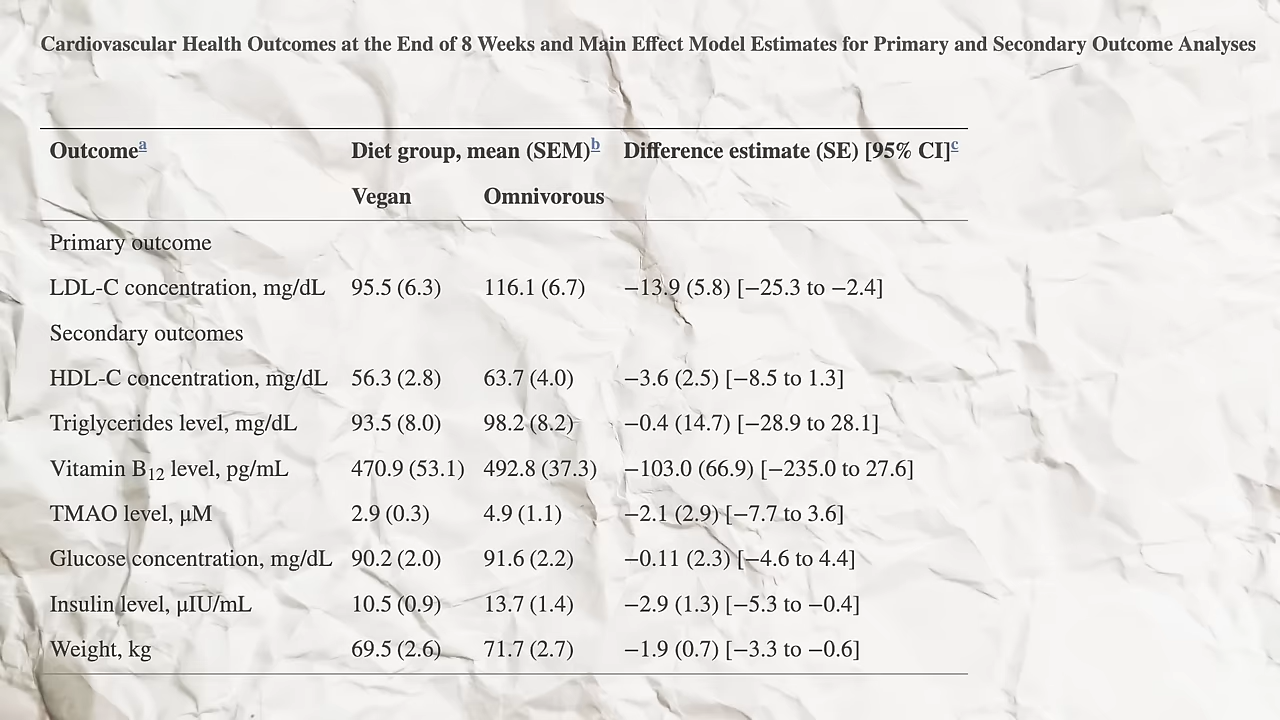 Cardiovascular Health Outcomes at the End of 8 Weeks and Main Effect Model Estimates for Primary and Secondary Outcome Analyses
Outcomea Diet group, mean (SEM)b Difference estimate (SE) [95% CI]c
Vegan Omnivorous
Primary outcome
LDL-C concentration, mg/dL 95.5 (6.3) 116.1 (6.7) −13.9 (5.8) [−25.3 to −2.4]
Secondary outcomes
HDL-C concentration, mg/dL 56.3 (2.8) 63.7 (4.0) −3.6 (2.5) [−8.5 to 1.3]
Triglycerides level, mg/dL 93.5 (8.0) 98.2 (8.2) −0.4 (14.7) [−28.9 to 28.1]
Vitamin B12 level, pg/mL 470.9 (53.1) 492.8 (37.3) −103.0 (66.9) [−235.0 to 27.6]
TMAO level, μM 2.9 (0.3) 4.9 (1.1) −2.1 (2.9) [−7.7 to 3.6]
Glucose concentration, mg/dL 90.2 (2.0) 91.6 (2.2) −0.11 (2.3) [−4.6 to 4.4]
Insulin level, μIU/mL 10.5 (0.9) 13.7 (1.4) −2.9 (1.3) [−5.3 to −0.4]
Weight, kg 69.5 (2.6) 71.7 (2.7) −1.9 (0.7) [−3.3 to −0.6]